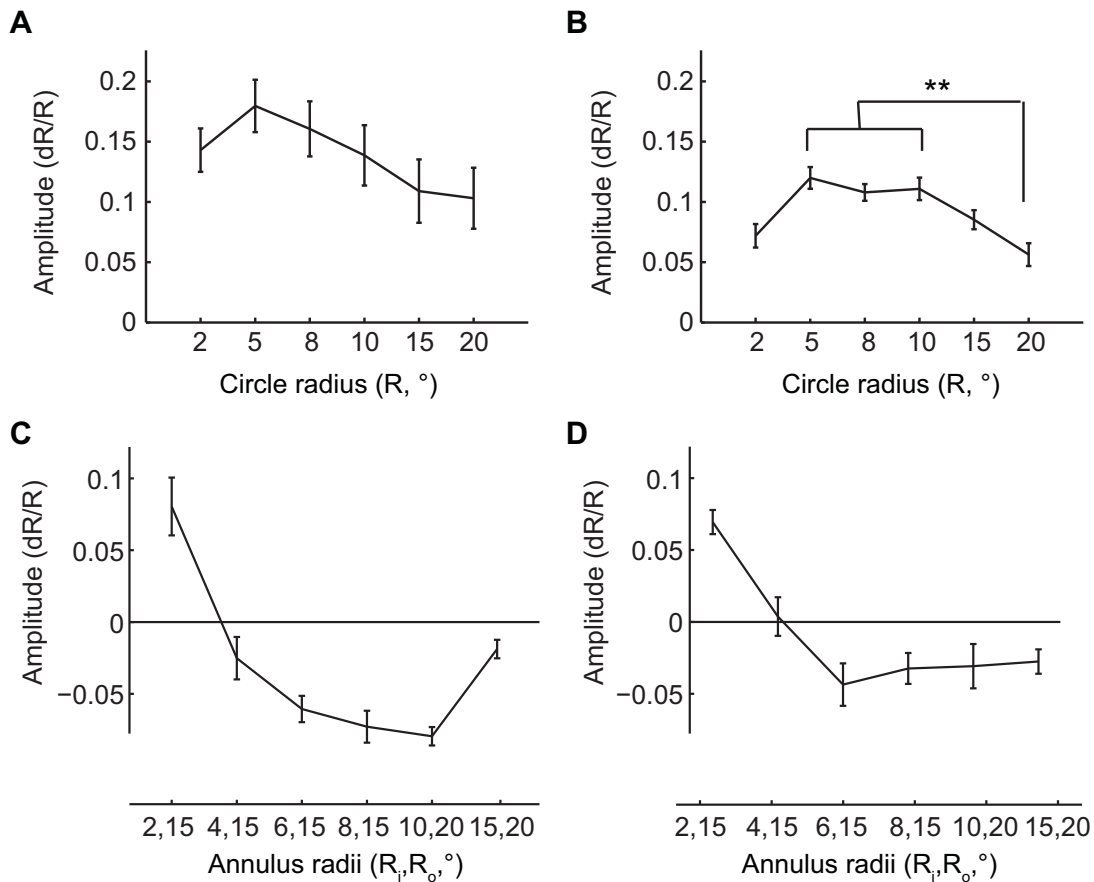 A
Amplitude (dR/R)
0.2
0.15
0.1
0.05
0
2 5 8 10 15 20
Circle radius (R, °)
B
Amplitude (dR/R)
**
0.2
0.15
0.1
0.05
0
2 5 8 10 15 20
Circle radius (R, °)
C
Amplitude (dR/R)
0.1
0.05
0
−0.05
2,15 4,15 6,15 8,15 10,20 15,20
Annulus radii (Ri,Ro,°)
D
Amplitude (dR/R)
0.1
0.05
0
−0.05
2,15 4,15 6,15 8,15 10,20 15,20
Annulus radii (Ri,Ro,°)